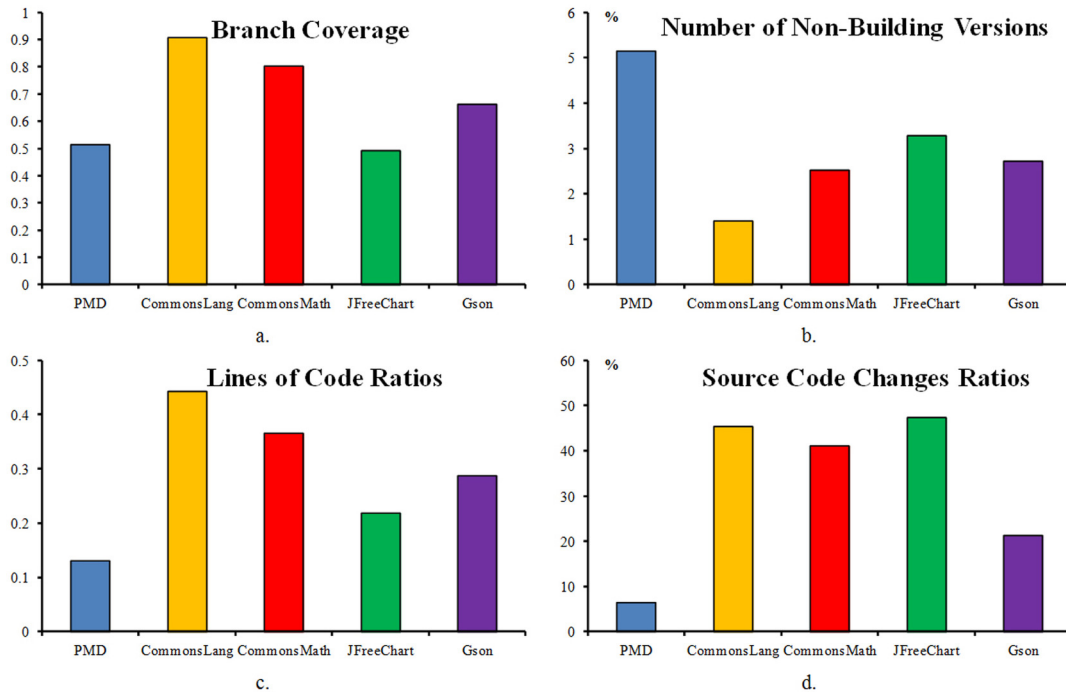 Branch Coverage
1
0.9
0.8
0.7
0.6
0.5
0.4
0.3
0.2
0.1
0
PMD CommonsLang CommonsMath JFreeChart Gson
a.
% Number of Non-Building Versions
6
5
4
3
2
1
0
PMD CommonsLang CommonsMath JFreeChart Gson
b.
Lines of Code Ratios
0.5
0.4
0.3
0.2
0.1
0
PMD CommonsLang CommonsMath JFreeChart Gson
c.
% Source Code Changes Ratios
60
50
40
30
20
10
0
PMD CommonsLang CommonsMath JFreeChart Gson
d.